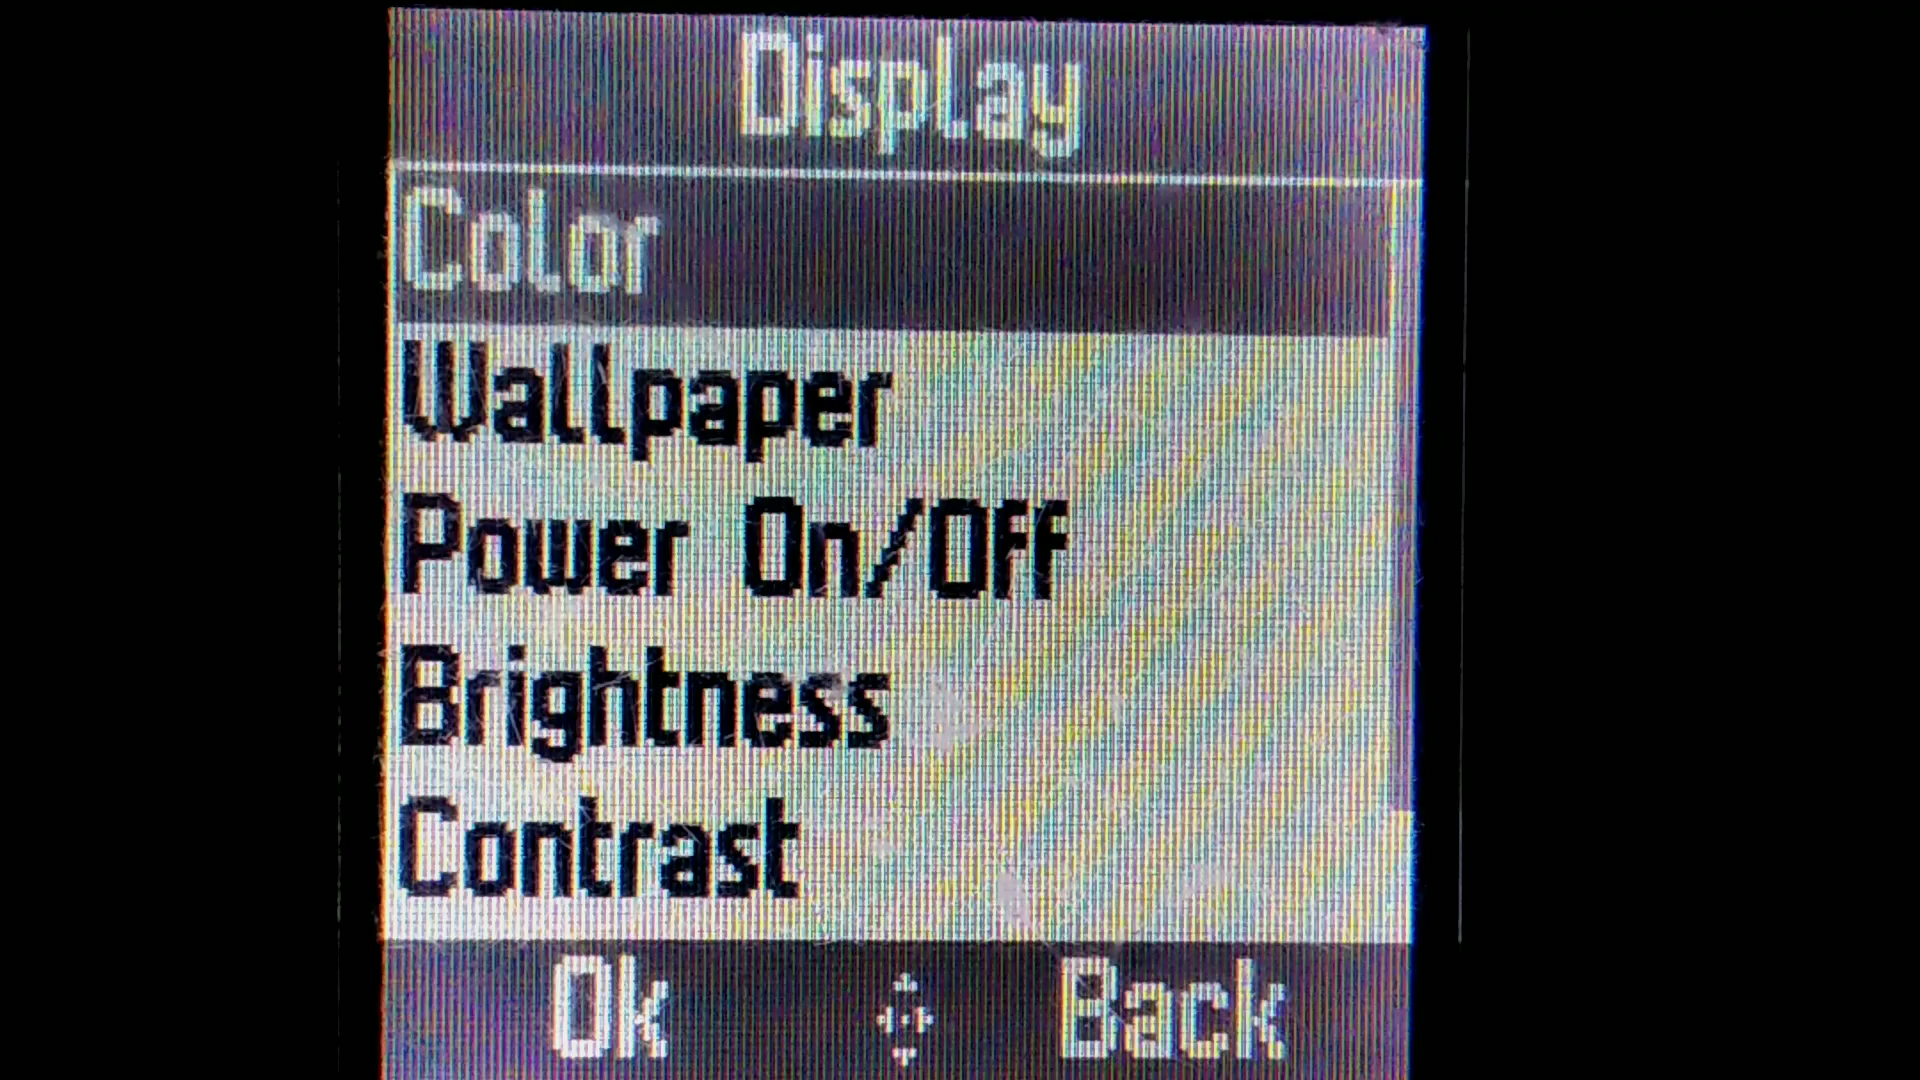 Display
Color
Wallpaper
Power On/Off
Brightness
Contrast
Ok Back